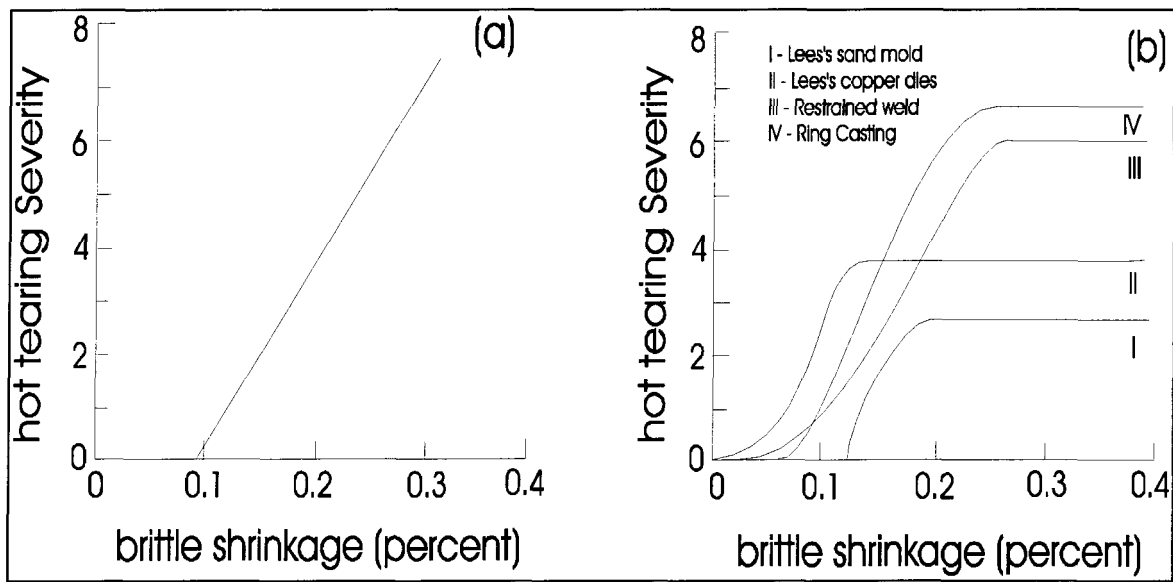 (a)
hot tearing Severity
8
6
4
2
0
0 0.1 0.2 0.3 0.4
brittle shrinkage (percent)
(b)
I - Lees's sand mold
II - Lees's copper dies
III - Restrained weld
IV - Ring Casting
hot tearing Severity
8
6
4
2
0
IV
III
II
I
0 0.1 0.2 0.3 0.4
brittle shrinkage (percent)